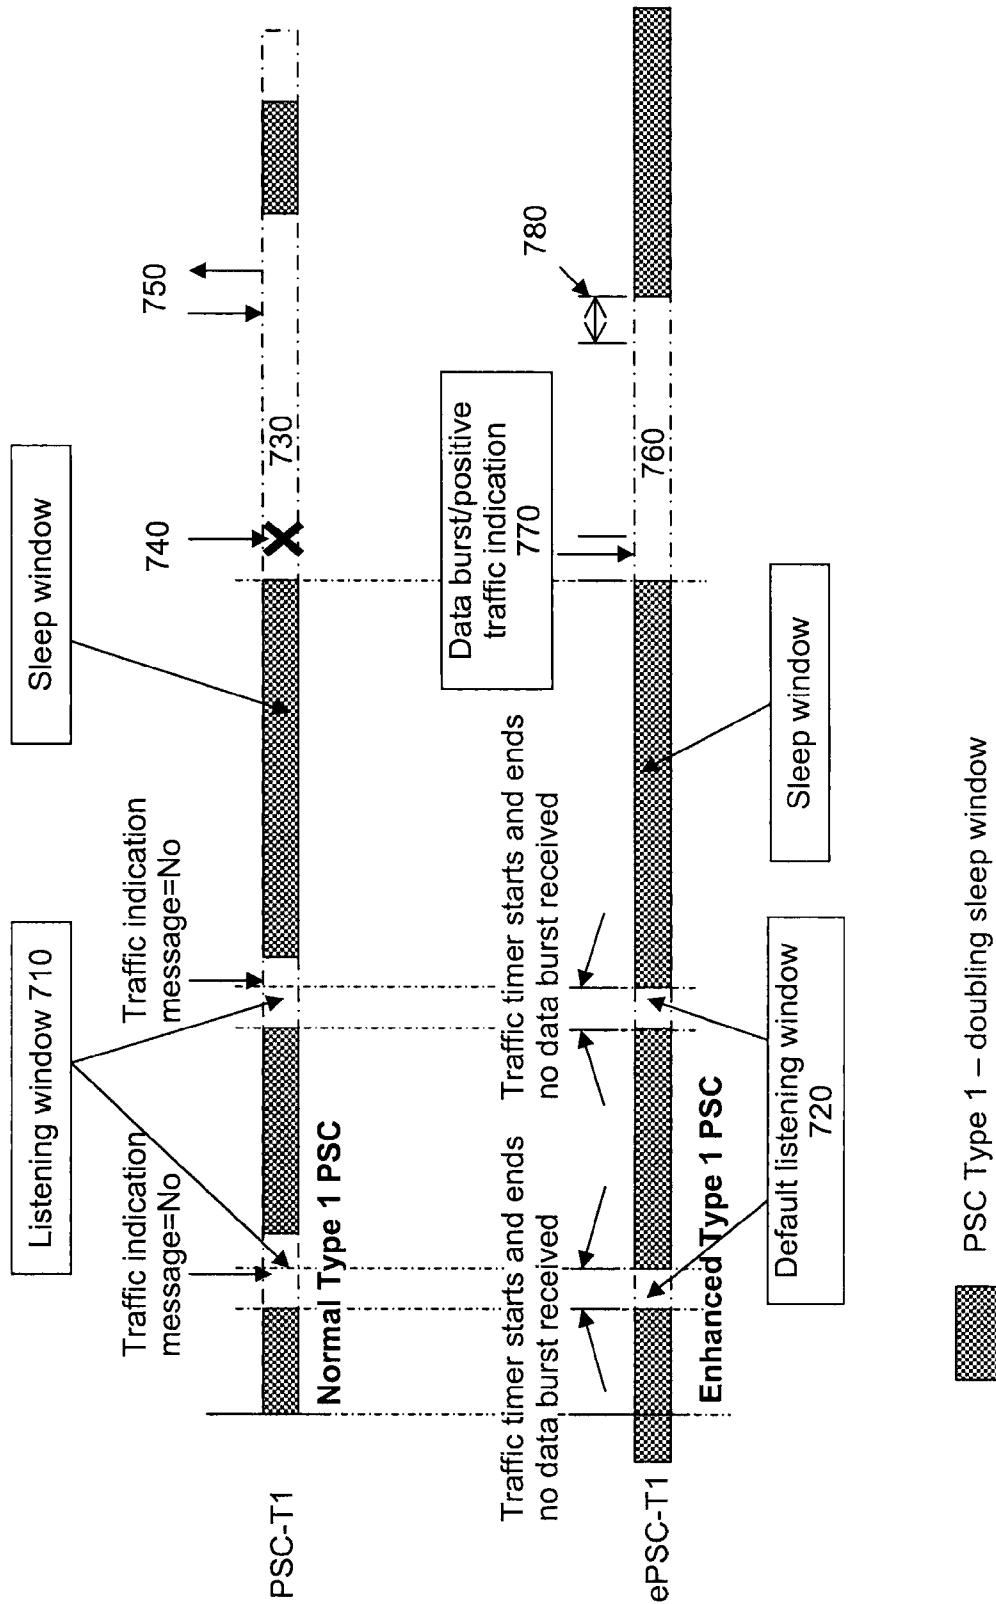 Listening window 710
Sleep window
Traffic indication
message=No
Traffic indication
message=No
740
750
PSC-T1
730
Normal Type 1 PSC
Data burst/positive
traffic indication
770
780
Traffic timer starts and ends
no data burst received
Traffic timer starts and ends
no data burst received
ePSC-T1
760
Enhanced Type 1 PSC
Default listening window
720
Sleep window
PSC Type 1 – doubling sleep window